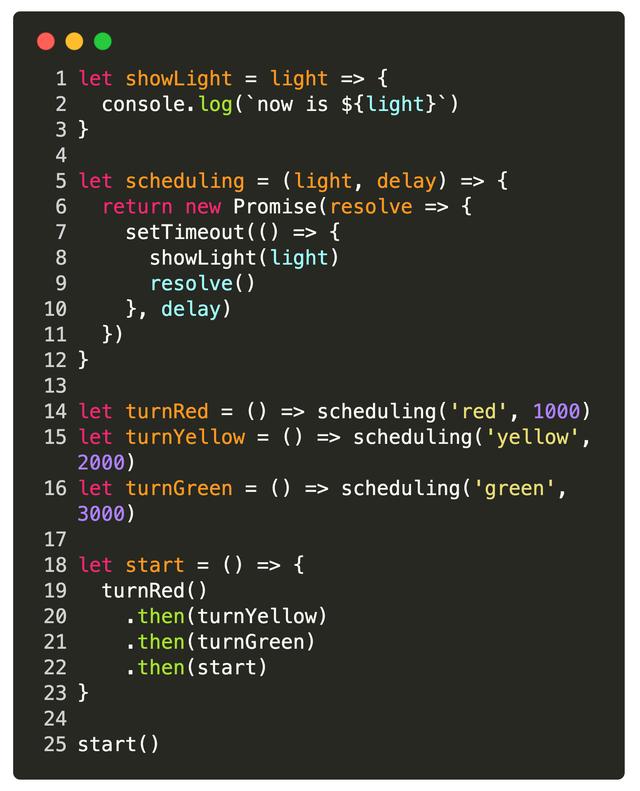 1 let showLight = light => {
2   console.log(`now is ${light}`)
3 }
4
5 let scheduling = (light, delay) => {
6   return new Promise(resolve => {
7     setTimeout(() => {
8       showLight(light)
9       resolve()
10     }, delay)
11   })
12 }
13
14 let turnRed = () => scheduling('red', 1000)
15 let turnYellow = () => scheduling('yellow',
2000)
16 let turnGreen = () => scheduling('green',
3000)
17
18 let start = () => {
19   turnRed()
20     .then(turnYellow)
21     .then(turnGreen)
22     .then(start)
23 }
24
25 start()